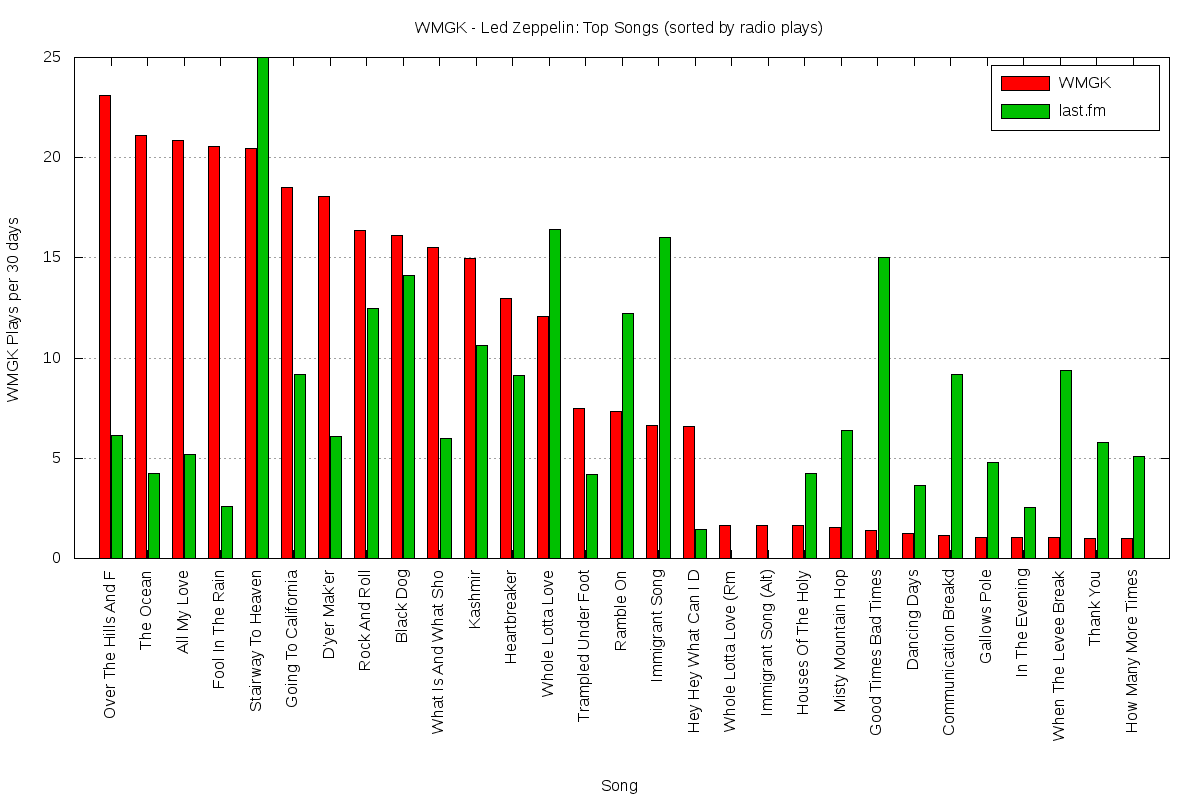 WMGK - Led Zeppelin: Top Songs (sorted by radio plays)
WMGK
last.fm
25
20
15
10
5
0
WMGK Plays per 30 days
Over The Hills And F
The Ocean
All My Love
Fool In The Rain
Stairway To Heaven
Going To California
D'yer Mak'er
Rock And Roll
Black Dog
What Is And What Sho
Kashmir
Heartbreaker
Whole Lotta Love
Trampled Under Foot
Ramble On
Immigrant Song
Hey Hey What Can I D
Whole Lotta Love (Rm
Immigrant Song (Alt)
Houses Of The Holy
Misty Mountain Hop
Good Times Bad Times
Dancing Days
Communication Breakd
Gallows Pole
In The Evening
When The Levee Break
Thank You
How Many More Times
Song